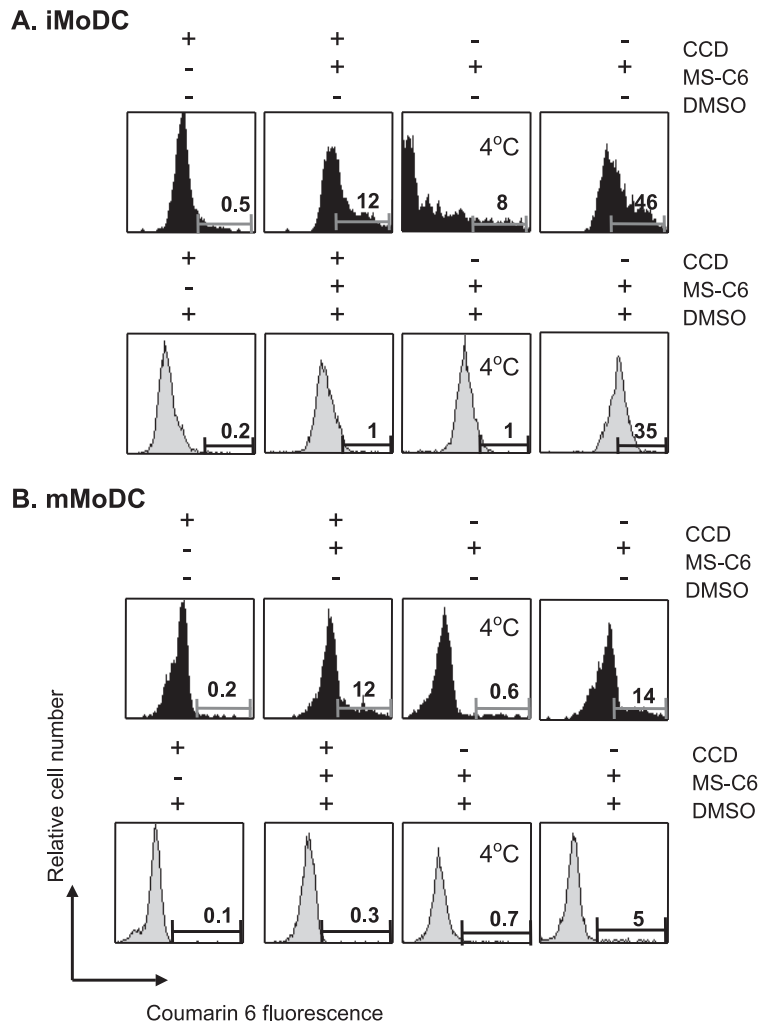 A. iMoDC
+ + - - CCD
- + + + MS-C6
- - - - DMSO
0.5 12 4°C 8 46
+ + - - CCD
- + + + MS-C6
+ + + + DMSO
0.2 1 4°C 1 35
B. mMoDC
+ + - - CCD
- + + + MS-C6
- - - - DMSO
0.2 12 4°C 0.6 14
+ + - - CCD
- + + + MS-C6
+ + + + DMSO
0.1 0.3 4°C 0.7 5
Relative cell number
Coumarin 6 fluorescence